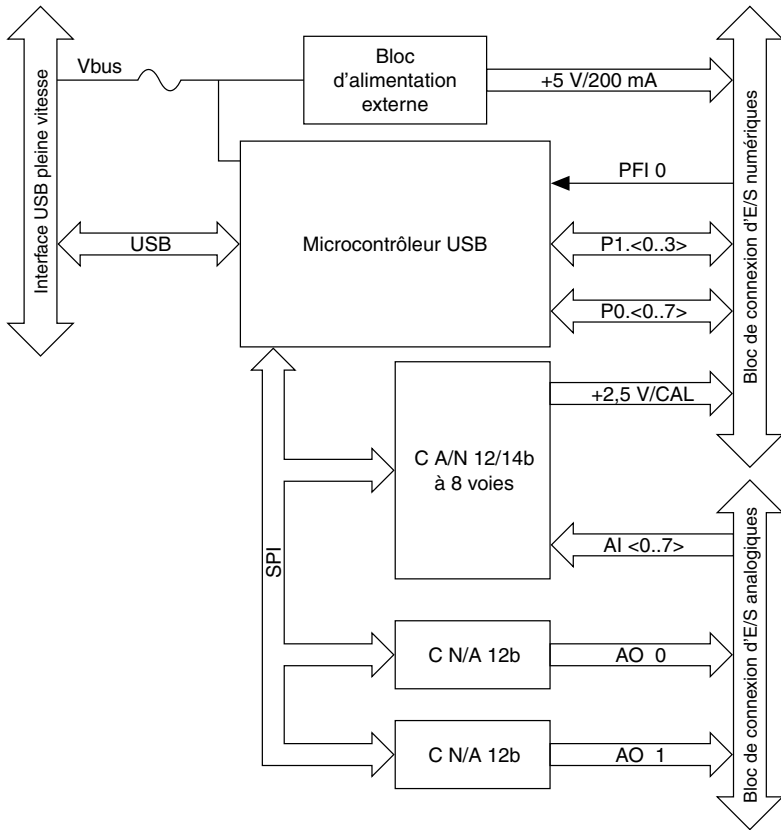 Vbus
Bloc
d'alimentation
externe
+5 V/200 mA
Interface USB pleine vitesse
USB
Microcontrôleur USB
PFI 0
P1.<0..3>
P0.<0..7>
Bloc de connexion d'E/S numériques
+2,5 V/CAL
C A/N 12/14b
à 8 voies
AI <0..7>
SPI
C N/A 12b
AO 0
C N/A 12b
AO 1
Bloc de connexion d'E/S analogiques